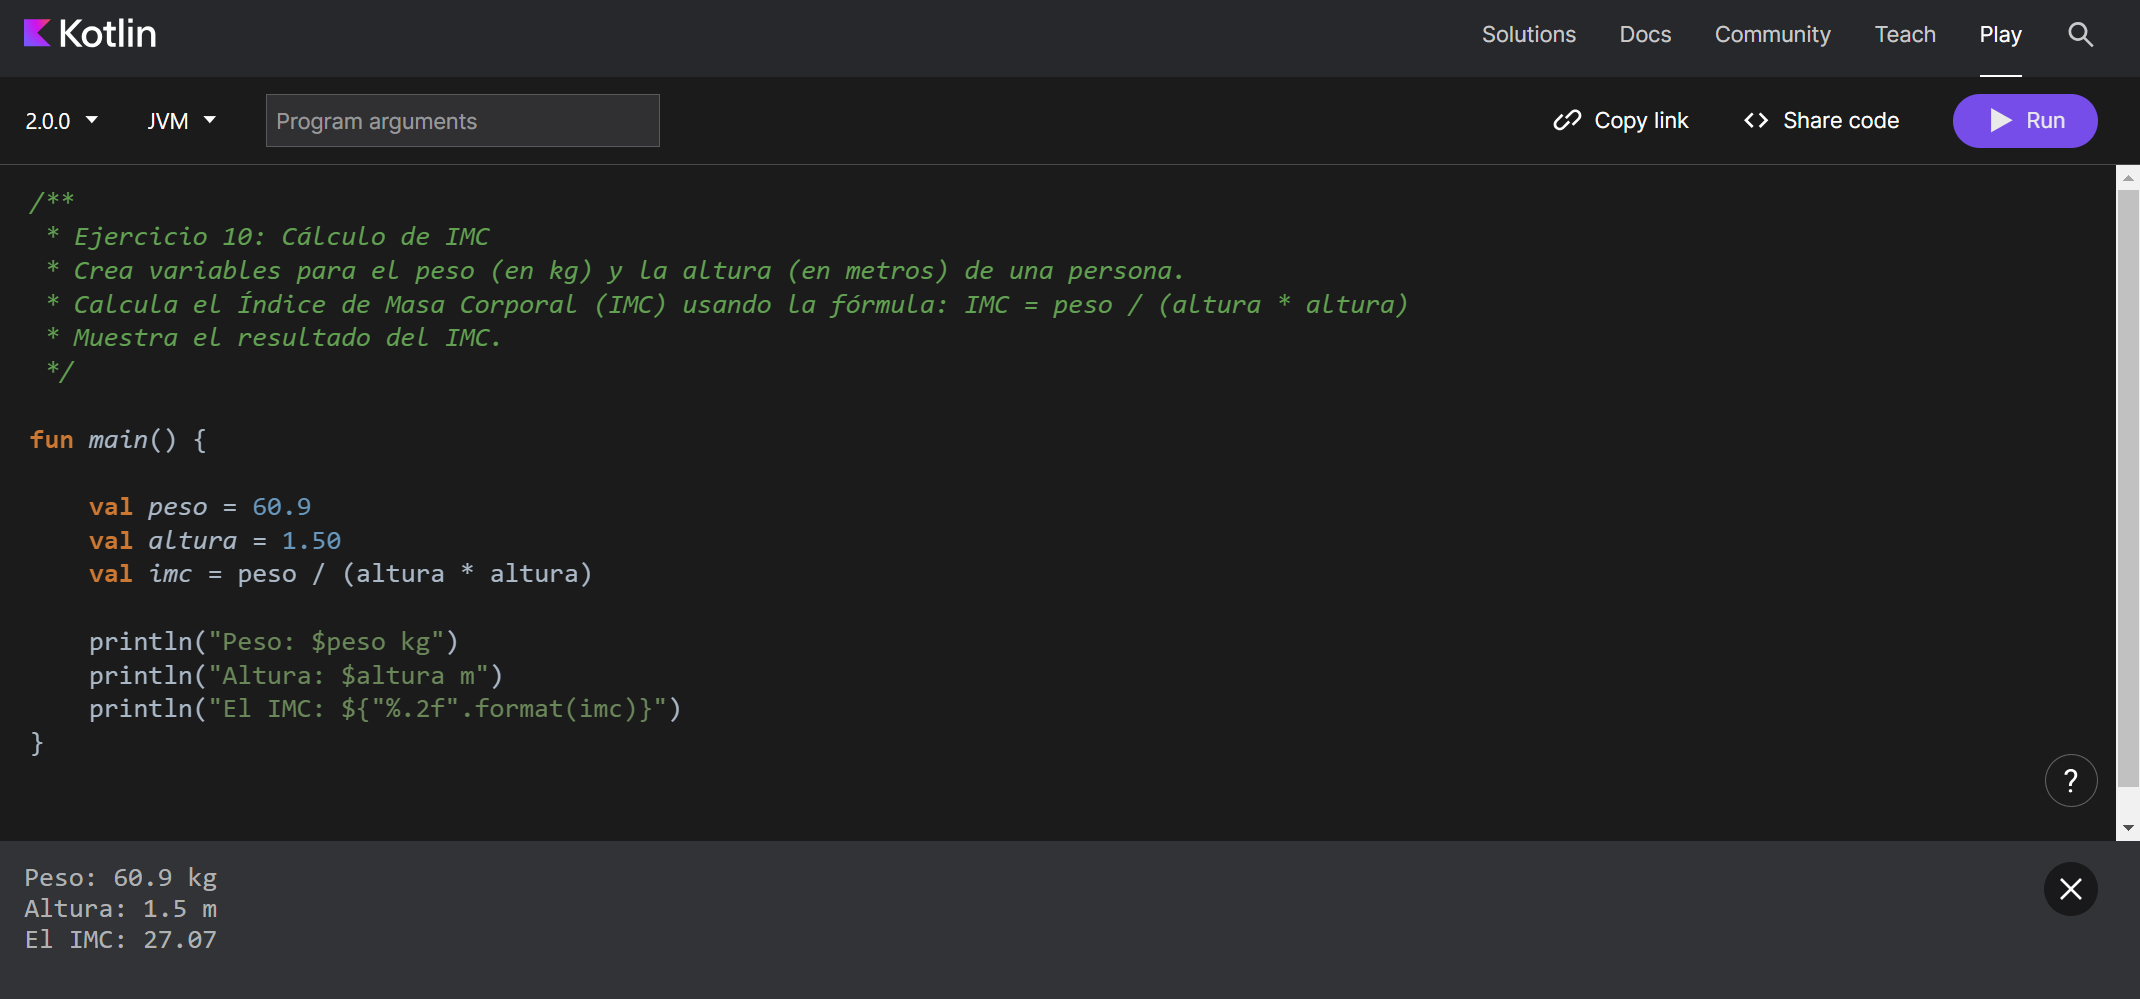 Kotlin
Solutions Docs Community Teach Play
2.0.0 JVM Program arguments Copy link <> Share code Run
/**
 * Ejercicio 10: Cálculo de IMC
 * Crea variables para el peso (en kg) y la altura (en metros) de una persona.
 * Calcula el Índice de Masa Corporal (IMC) usando la fórmula: IMC = peso / (altura * altura)
 * Muestra el resultado del IMC.
 */
fun main() {
    val peso = 60.9
    val altura = 1.50
    val imc = peso / (altura * altura)
    println("Peso: $peso kg")
    println("Altura: $altura m")
    println("El IMC: ${"%.2f".format(imc)}")
}
?
Peso: 60.9 kg
Altura: 1.5 m
El IMC: 27.07